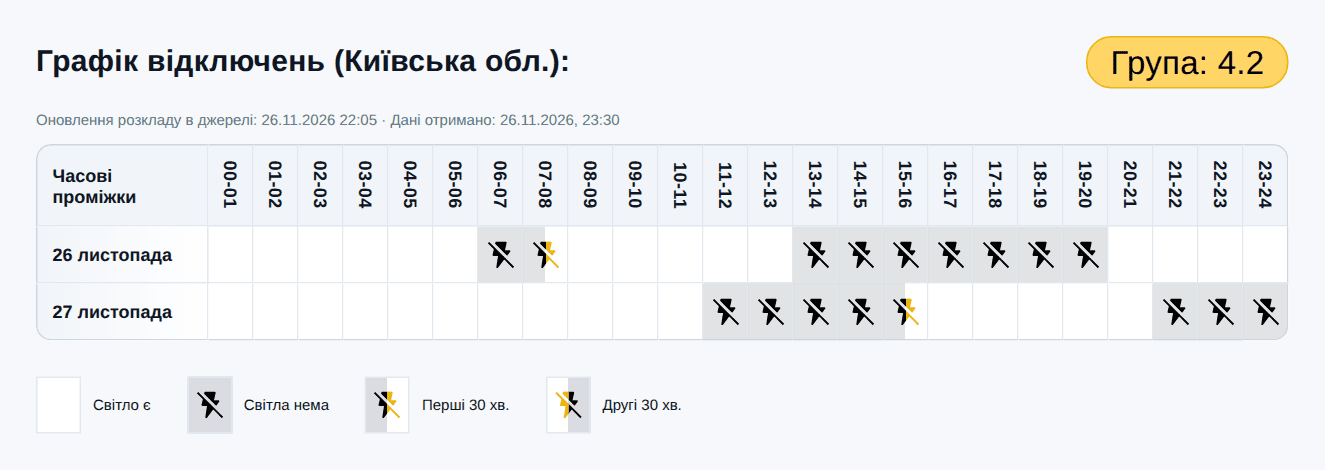 Графік відключень (Київська обл.):
Група: 4.2
Оновлення розкладу в джерелі: 26.11.2026 22:05 · Дані отримано: 26.11.2026, 23:30
Часові
проміжки
00-01
01-02
02-03
03-04
04-05
05-06
06-07
07-08
08-09
09-10
10-11
11-12
12-13
13-14
14-15
15-16
16-17
17-18
18-19
19-20
20-21
21-22
22-23
23-24
26 листопада
27 листопада
Світло є
Світла нема
Перші 30 хв.
Другі 30 хв.